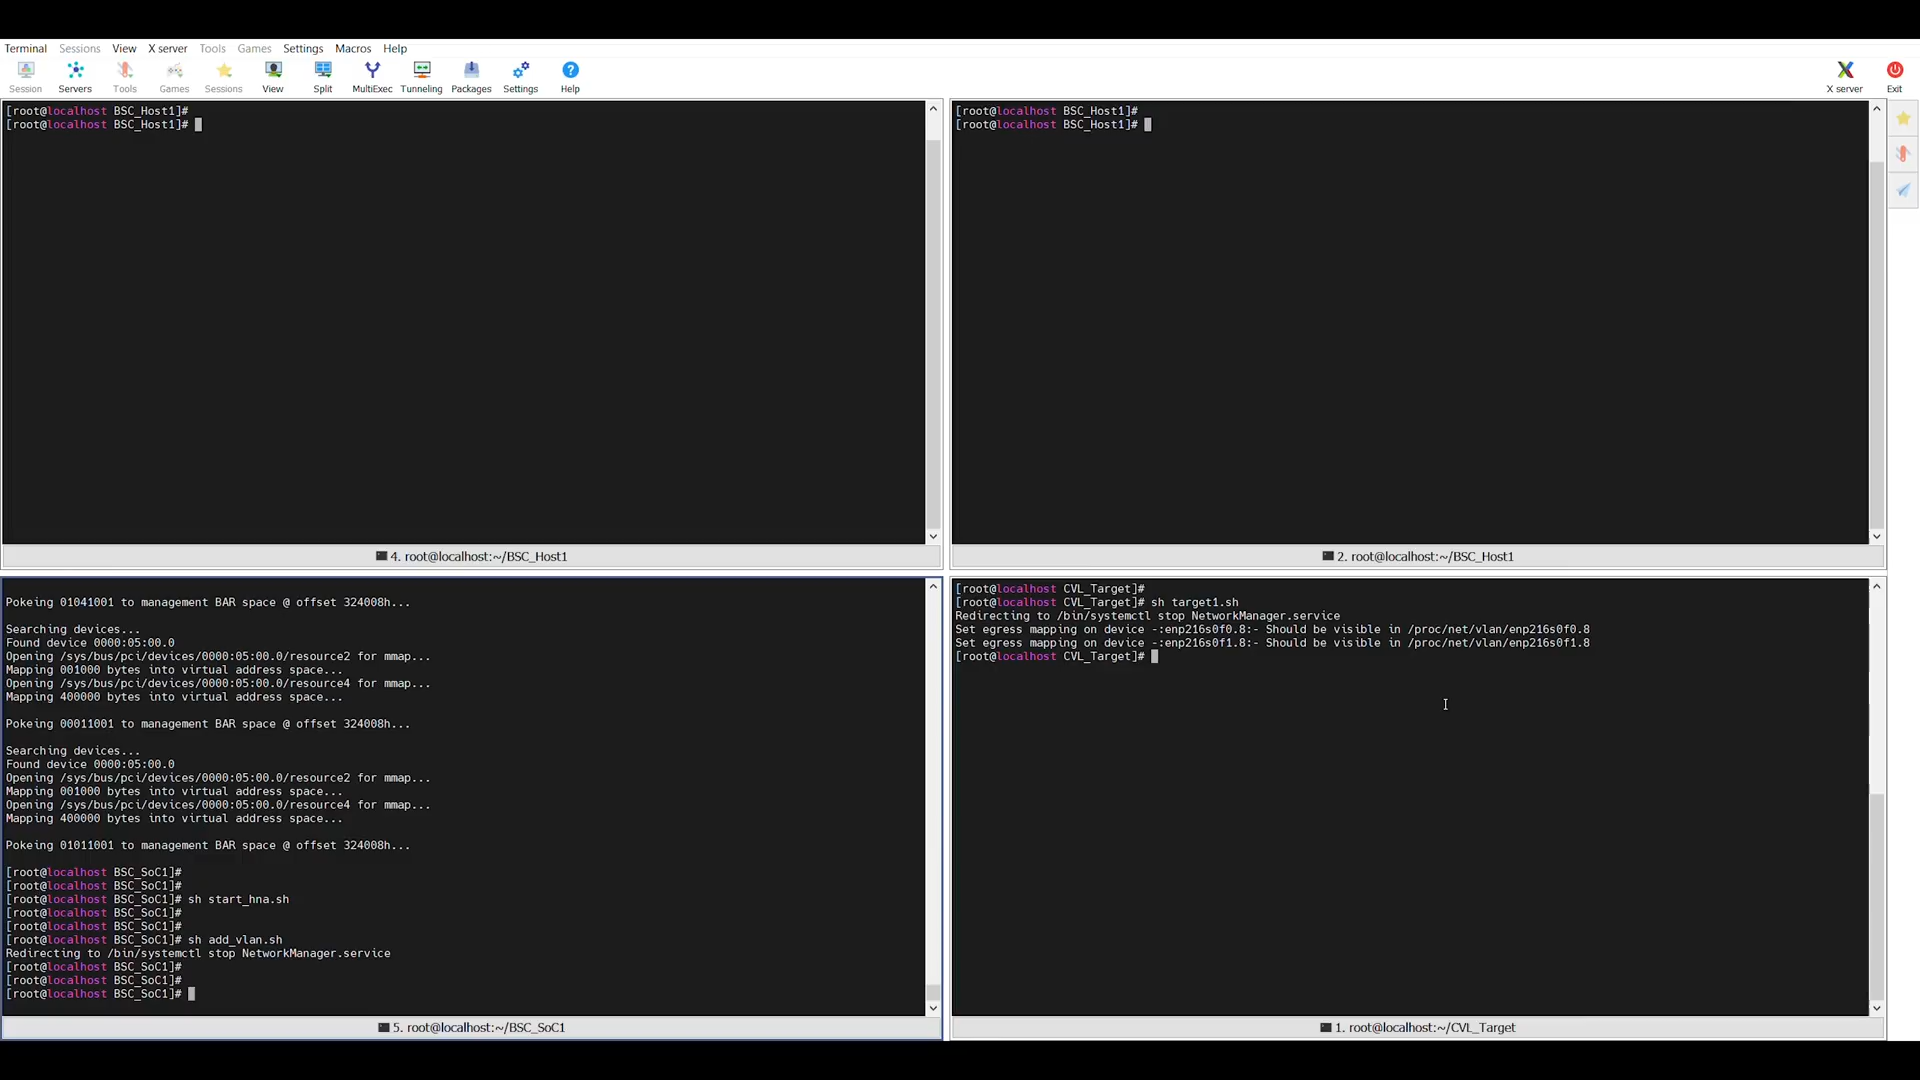 Terminal Sessions View X server Tools Games Settings Macros Help
Session Servers Tools Games Sessions View Split MultiExec Tunneling Packages Settings Help X server Exit
[root@localhost BSC_Host1]#
[root@localhost BSC_Host1]#
4. root@localhost:~/BSC_Host1
[root@localhost BSC_Host1]#
[root@localhost BSC_Host1]#
2. root@localhost:~/BSC_Host1
Pokeing 01041001 to management BAR space @ offset 324008h...
Searching devices...
Found device 0000:05:00.0
Opening /sys/bus/pci/devices/0000:05:00.0/resource2 for mmap...
Mapping 001000 bytes into virtual address space...
Opening /sys/bus/pci/devices/0000:05:00.0/resource4 for mmap...
Mapping 400000 bytes into virtual address space...
Pokeing 00011001 to management BAR space @ offset 324008h...
Searching devices...
Found device 0000:05:00.0
Opening /sys/bus/pci/devices/0000:05:00.0/resource2 for mmap...
Mapping 001000 bytes into virtual address space...
Opening /sys/bus/pci/devices/0000:05:00.0/resource4 for mmap...
Mapping 400000 bytes into virtual address space...
Pokeing 01011001 to management BAR space @ offset 324008h...
[root@localhost BSC_SoC1]#
[root@localhost BSC_SoC1]#
[root@localhost BSC_SoC1]# sh start_hna.sh
[root@localhost BSC_SoC1]#
[root@localhost BSC_SoC1]#
[root@localhost BSC_SoC1]# sh add_vlan.sh
Redirecting to /bin/systemctl stop NetworkManager.service
[root@localhost BSC_SoC1]#
[root@localhost BSC_SoC1]#
[root@localhost BSC_SoC1]#
5. root@localhost:~/BSC_SoC1
[root@localhost CVL_Target]#
[root@localhost CVL_Target]# sh target1.sh
Redirecting to /bin/systemctl stop NetworkManager.service
Set egress mapping on device -:enp216s0f0.8:- Should be visible in /proc/net/vlan/enp216s0f0.8
Set egress mapping on device -:enp216s0f1.8:- Should be visible in /proc/net/vlan/enp216s0f1.8
[root@localhost CVL_Target]#
1. root@localhost:~/CVL_Target